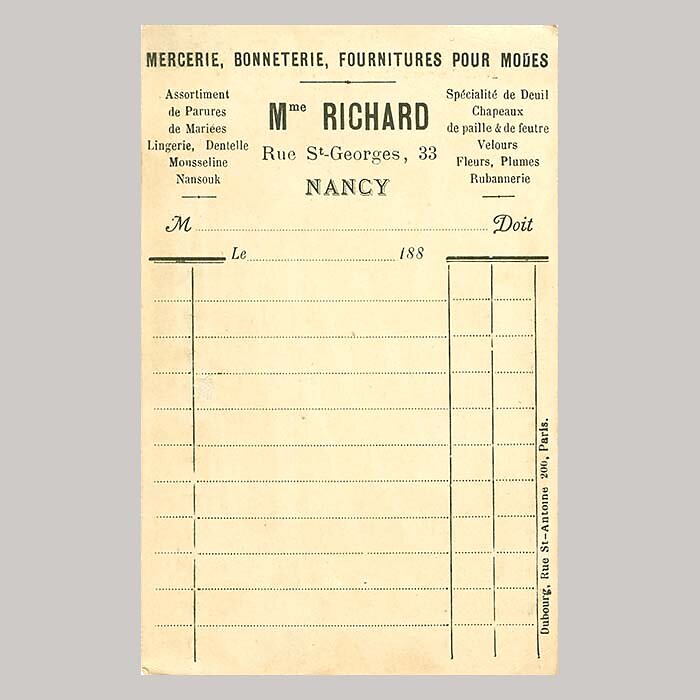 MERCERIE, BONNETERIE, FOURNITURES POUR MODES
Assortiment
de Parures
de Mariées
Lingerie, Dentelle
Mousseline
Nansouk
Mme RICHARD
Rue St-Georges, 33
NANCY
Spécialité de Deuil
Chapeaux
de paille & de feutre
Velours
Fleurs, Plumes
Rubannerie
M Doit
Le 188
Dubourg, Rue St-Antoine 200, Paris.